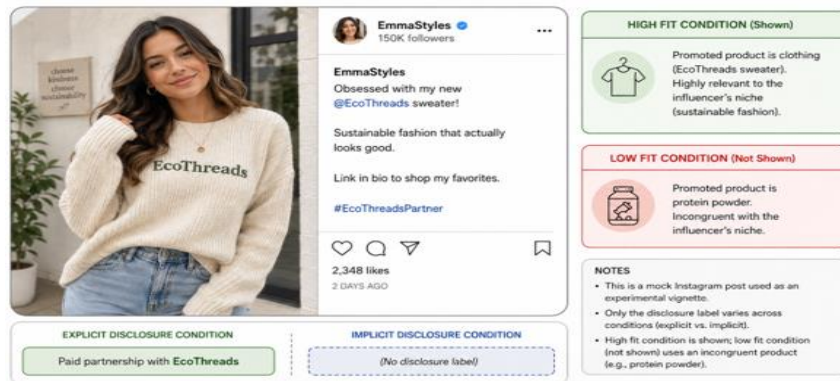 EmmaStyles
150K followers
choose
kindness
choose
sustainability
EcoThreads
EmmaStyles
Obsessed with my new
@EcoThreads sweater!
Sustainable fashion that actually
looks good.
Link in bio to shop my favorites.
#EcoThreadsPartner
2,348 likes
2 DAYS AGO
EXPLICIT DISCLOSURE CONDITION
Paid partnership with EcoThreads
IMPLICIT DISCLOSURE CONDITION
(No disclosure label)
HIGH FIT CONDITION (Shown)
Promoted product is clothing
(EcoThreads sweater).
Highly relevant to the
influencer's niche
(sustainable fashion).
LOW FIT CONDITION (Not Shown)
Promoted product is
protein powder.
Incongruent with the
influencer's niche.
NOTES
• This is a mock Instagram post used as an
experimental vignette.
• Only the disclosure label varies across
conditions (explicit vs. implicit).
• High fit condition is shown; low fit condition
(not shown) uses an incongruent product
(e.g., protein powder).